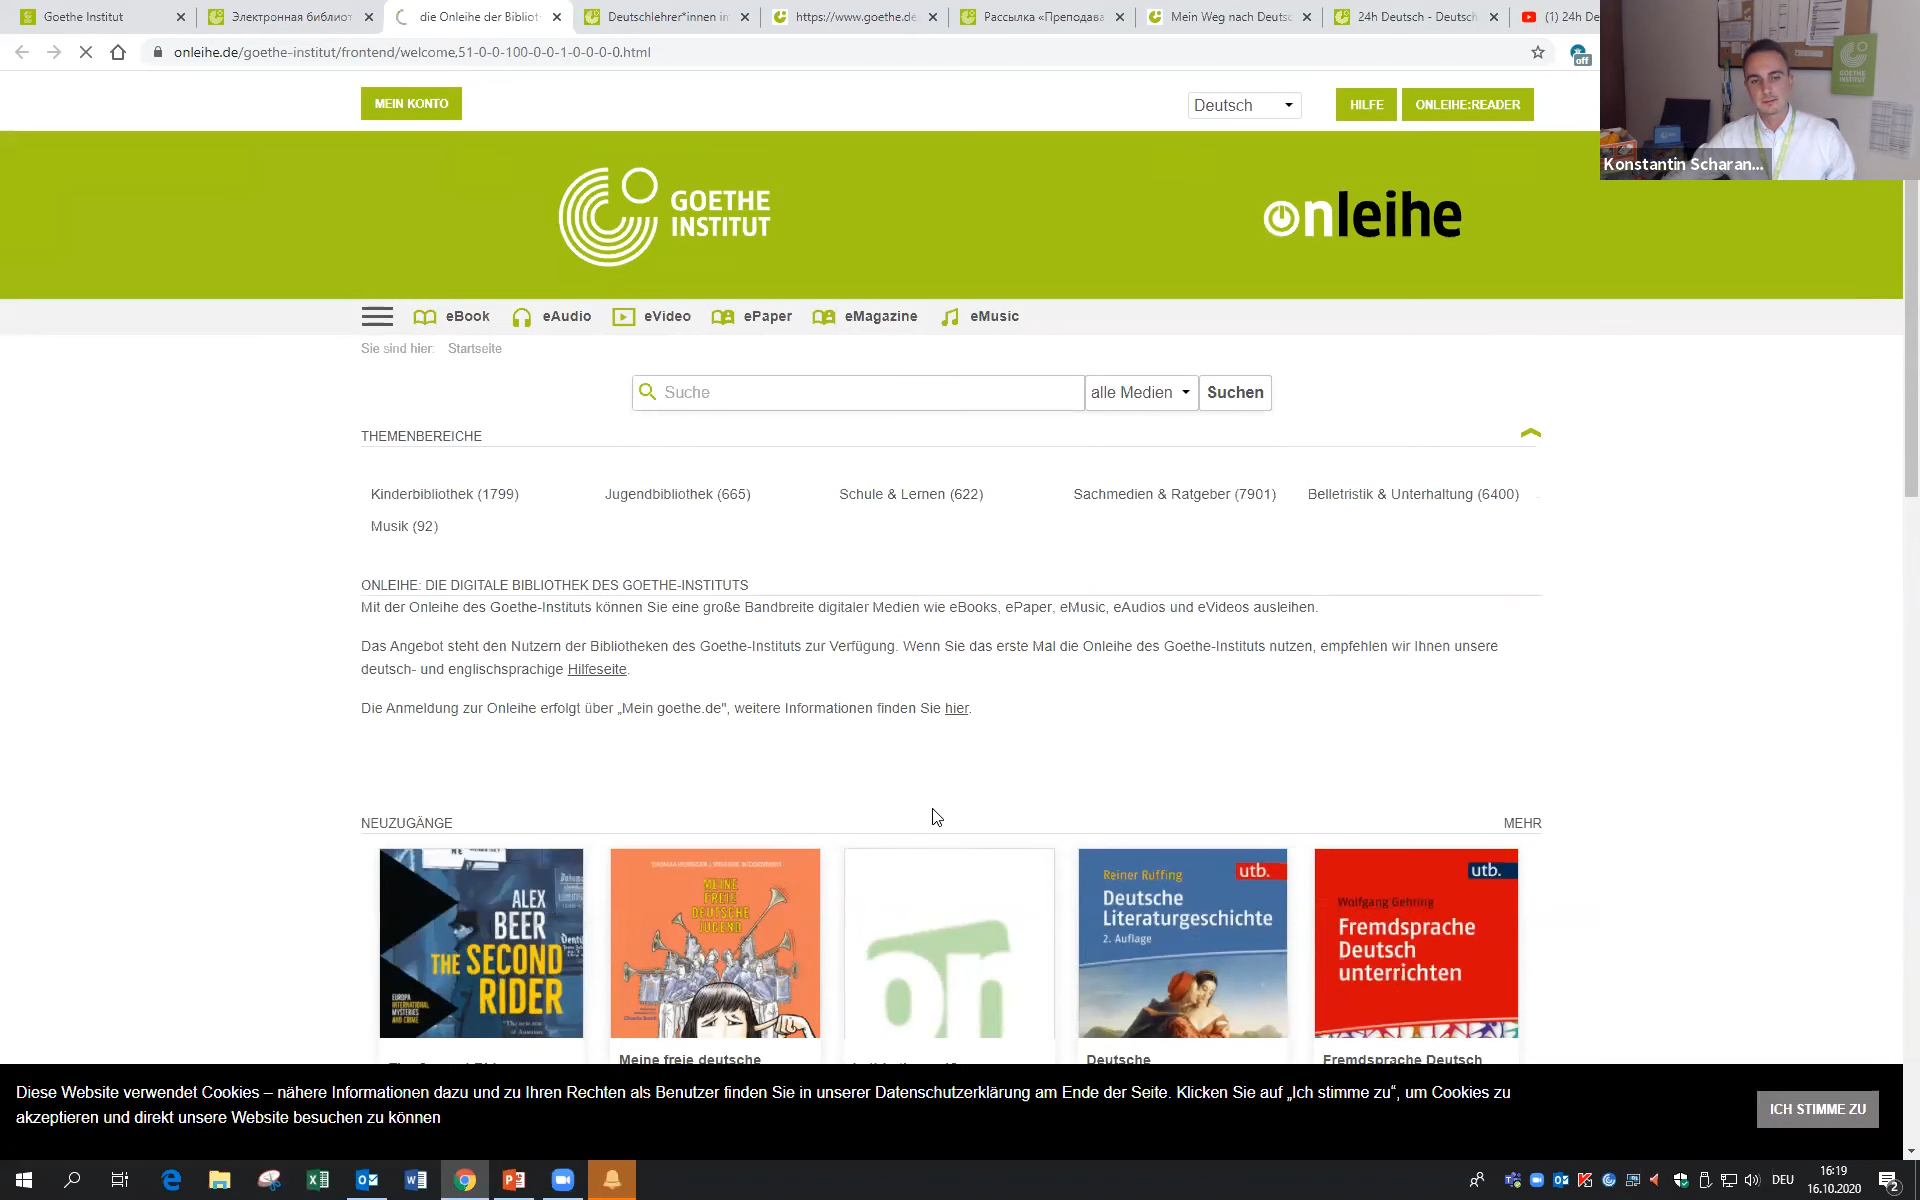 Goethe Institut
Электронная библиот
die Onleihe der Bibliot
Deutschlehrer*innen in
https://www.goethe.de
Рассылка «Преподава
Mein Weg nach Deutsc
24h Deutsch - Deutsch
(1) 24h De
onleihe.de/goethe-institut/frontend/welcome,51-0-0-100-0-0-1-0-0-0-0.html
off
GOETHE
INSTITUT
Konstantin Scharan...
MEIN KONTO
Deutsch
HILFE
ONLEIHE:READER
GOETHE
INSTITUT
onleihe
eBook
eAudio
eVideo
ePaper
eMagazine
eMusic
Sie sind hier: Startseite
Suche
alle Medien
Suchen
THEMENBEREICHE
Kinderbibliothek (1799)
Jugendbibliothek (665)
Schule & Lernen (622)
Sachmedien & Ratgeber (7901)
Belletristik & Unterhaltung (6400)
Musik (92)
ONLEIHE: DIE DIGITALE BIBLIOTHEK DES GOETHE-INSTITUTS
Mit der Onleihe des Goethe-Instituts können Sie eine große Bandbreite digitaler Medien wie eBooks, ePaper, eMusic, eAudios und eVideos ausleihen.
Das Angebot steht den Nutzern der Bibliotheken des Goethe-Instituts zur Verfügung. Wenn Sie das erste Mal die Onleihe des Goethe-Instituts nutzen, empfehlen wir Ihnen unsere
deutsch- und englischsprachige Hilfeseite.
Die Anmeldung zur Onleihe erfolgt über „Mein goethe.de", weitere Informationen finden Sie hier.
NEUZUGÄNGE
MEHR
ALEX
BEER
THE SECOND
RIDER
EUROPA
INTERNATIONAL
MYSTERIES
AND CRIME
MEINE
FREIE
DEUTSCHE
JUGEND
on
Reiner Ruffing
utb.
Deutsche
Literaturgeschichte
2. Auflage
utb.
Wolfgang Gehring
Fremdsprache
Deutsch
unterrichten
Meine freie deutsche
Deutsche
Fremdsprache Deutsch
Diese Website verwendet Cookies – nähere Informationen dazu und zu Ihren Rechten als Benutzer finden Sie in unserer Datenschutzerklärung am Ende der Seite. Klicken Sie auf „Ich stimme zu“, um Cookies zu
akzeptieren und direkt unsere Website besuchen zu können
ICH STIMME ZU
DEU
16:19
16.10.2020
2